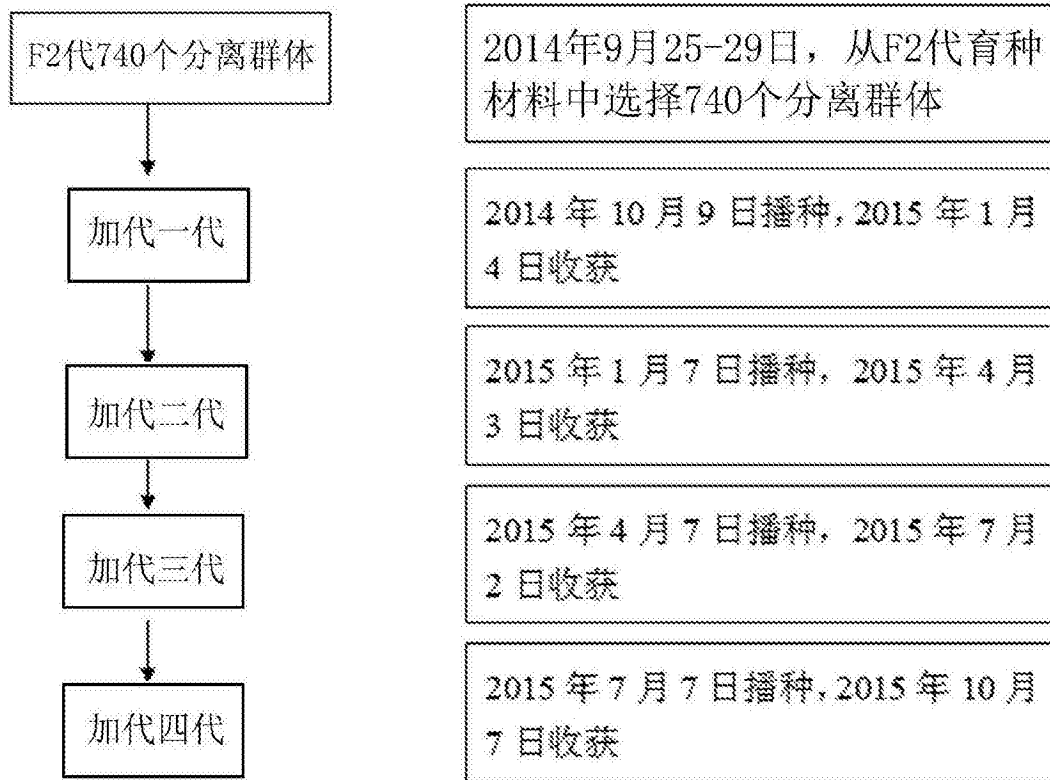 F2代740个分离群体
2014年9月25-29日，从F2代育种
材料中选择740个分离群体
加代一代
2014 年 10 月 9 日播种,2015 年 1 月
4 日收获
加代二代
2015 年 1 月 7 日播种，2015 年 4 月
3 日收获
加代三代
2015 年 4 月 7 日播种，2015 年 7 月
2 日收获
加代四代
2015 年 7 月 7 日播种,2015 年 10 月
7 日收获